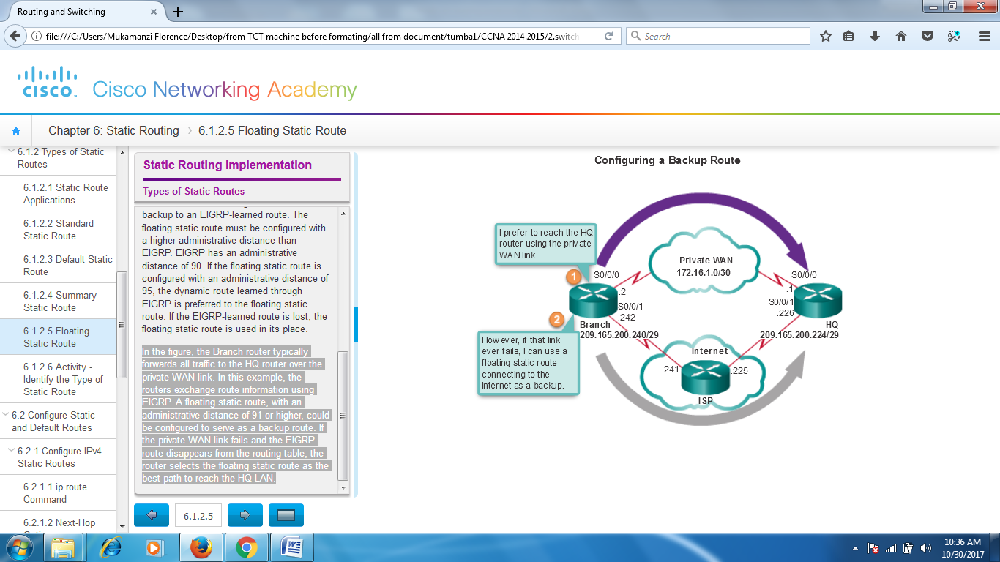 Routing and Switching
file:///C:/Users/Mukamanzi Florence/Desktop/from TCT machine before formating/all from document/tumba1/CCNA 2014.2015/2.switch
Search
CISCO
Cisco Networking Academy
Chapter 6: Static Routing
6.1.2.5 Floating Static Route
6.1.2 Types of Static
Routes
6.1.2.1 Static Route
Applications
6.1.2.2 Standard
Static Route
6.1.2.3 Default Static
Route
6.1.2.4 Summary
Static Route
6.1.2.5 Floating
Static Route
6.1.2.6 Activity -
Identify the Type of
Static Route
6.2 Configure Static
and Default Routes
6.2.1 Configure IPv4
Static Routes
6.2.1.1 ip route
Command
6.2.1.2 Next-Hop
Static Routing Implementation
Types of Static Routes
backup to an EIGRP-learned route. The
floating static route must be configured with
a higher administrative distance than
EIGRP. EIGRP has an administrative
distance of 90. If the floating static route is
configured with an administrative distance of
95, the dynamic route learned through
EIGRP is preferred to the floating static
route. If the EIGRP-learned route is lost, the
floating static route is used in its place.
In the figure, the Branch router typically
forwards all traffic to the HQ router over the
private WAN link. In this example, the
routers exchange route information using
EIGRP. A floating static route, with an
administrative distance of 91 or higher, could
be configured to serve as a backup route. If
the private WAN link fails and the EIGRP
route disappears from the routing table, the
router selects the floating static route as the
best path to reach the HQ LAN.
6.1.2.5
Configuring a Backup Route
I prefer to reach the HQ
router using the private
WAN link.
1
S0/0/0
.2
Private WAN
172.16.1.0/30
S0/0/0
.1
S0/0/1
.242
S0/0/1
.226
2
Branch
HQ
209.165.200.240/29
209.165.200.224/29
However, if that link
ever fails, I can use a
floating static route
connecting to the
Internet as a backup.
Internet
.241
.225
ISP
10:36 AM
10/30/2017